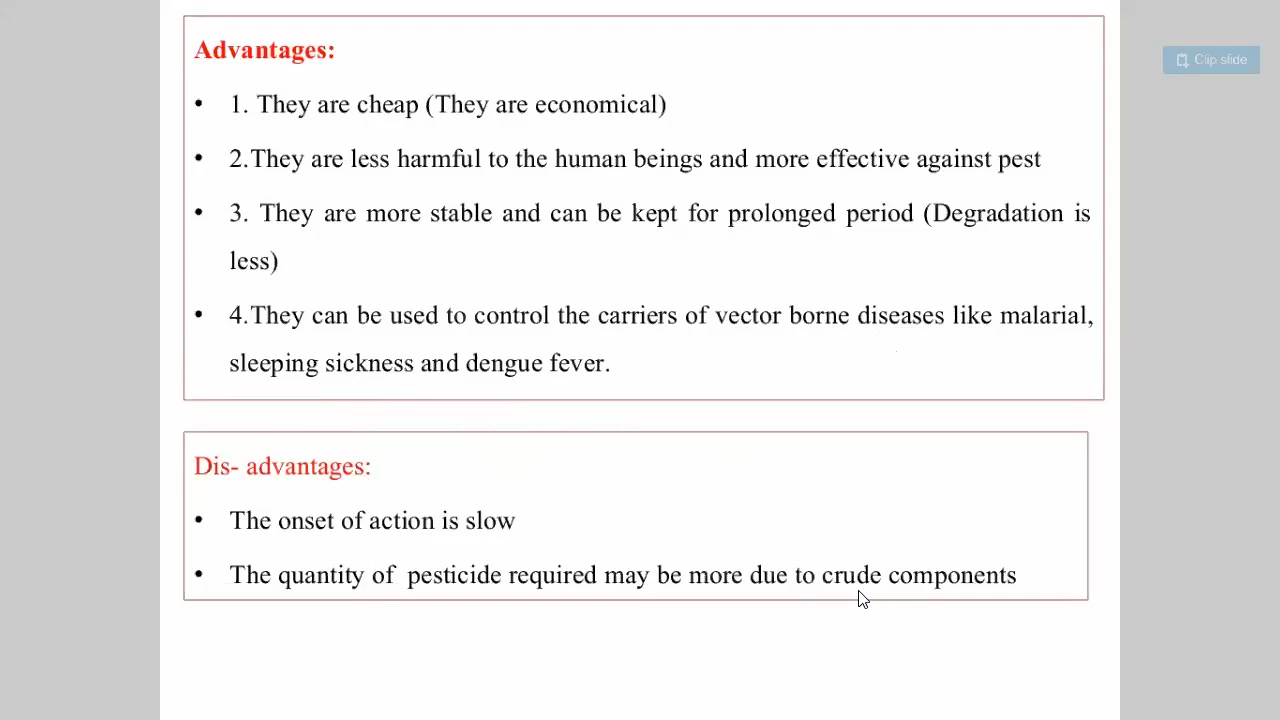 Advantages:
Clip slide
• 1. They are cheap (They are economical)
• 2.They are less harmful to the human beings and more effective against pest
• 3. They are more stable and can be kept for prolonged period (Degradation is
less)
• 4.They can be used to control the carriers of vector borne diseases like malarial,
sleeping sickness and dengue fever.
Dis- advantages:
• The onset of action is slow
• The quantity of pesticide required may be more due to crude components